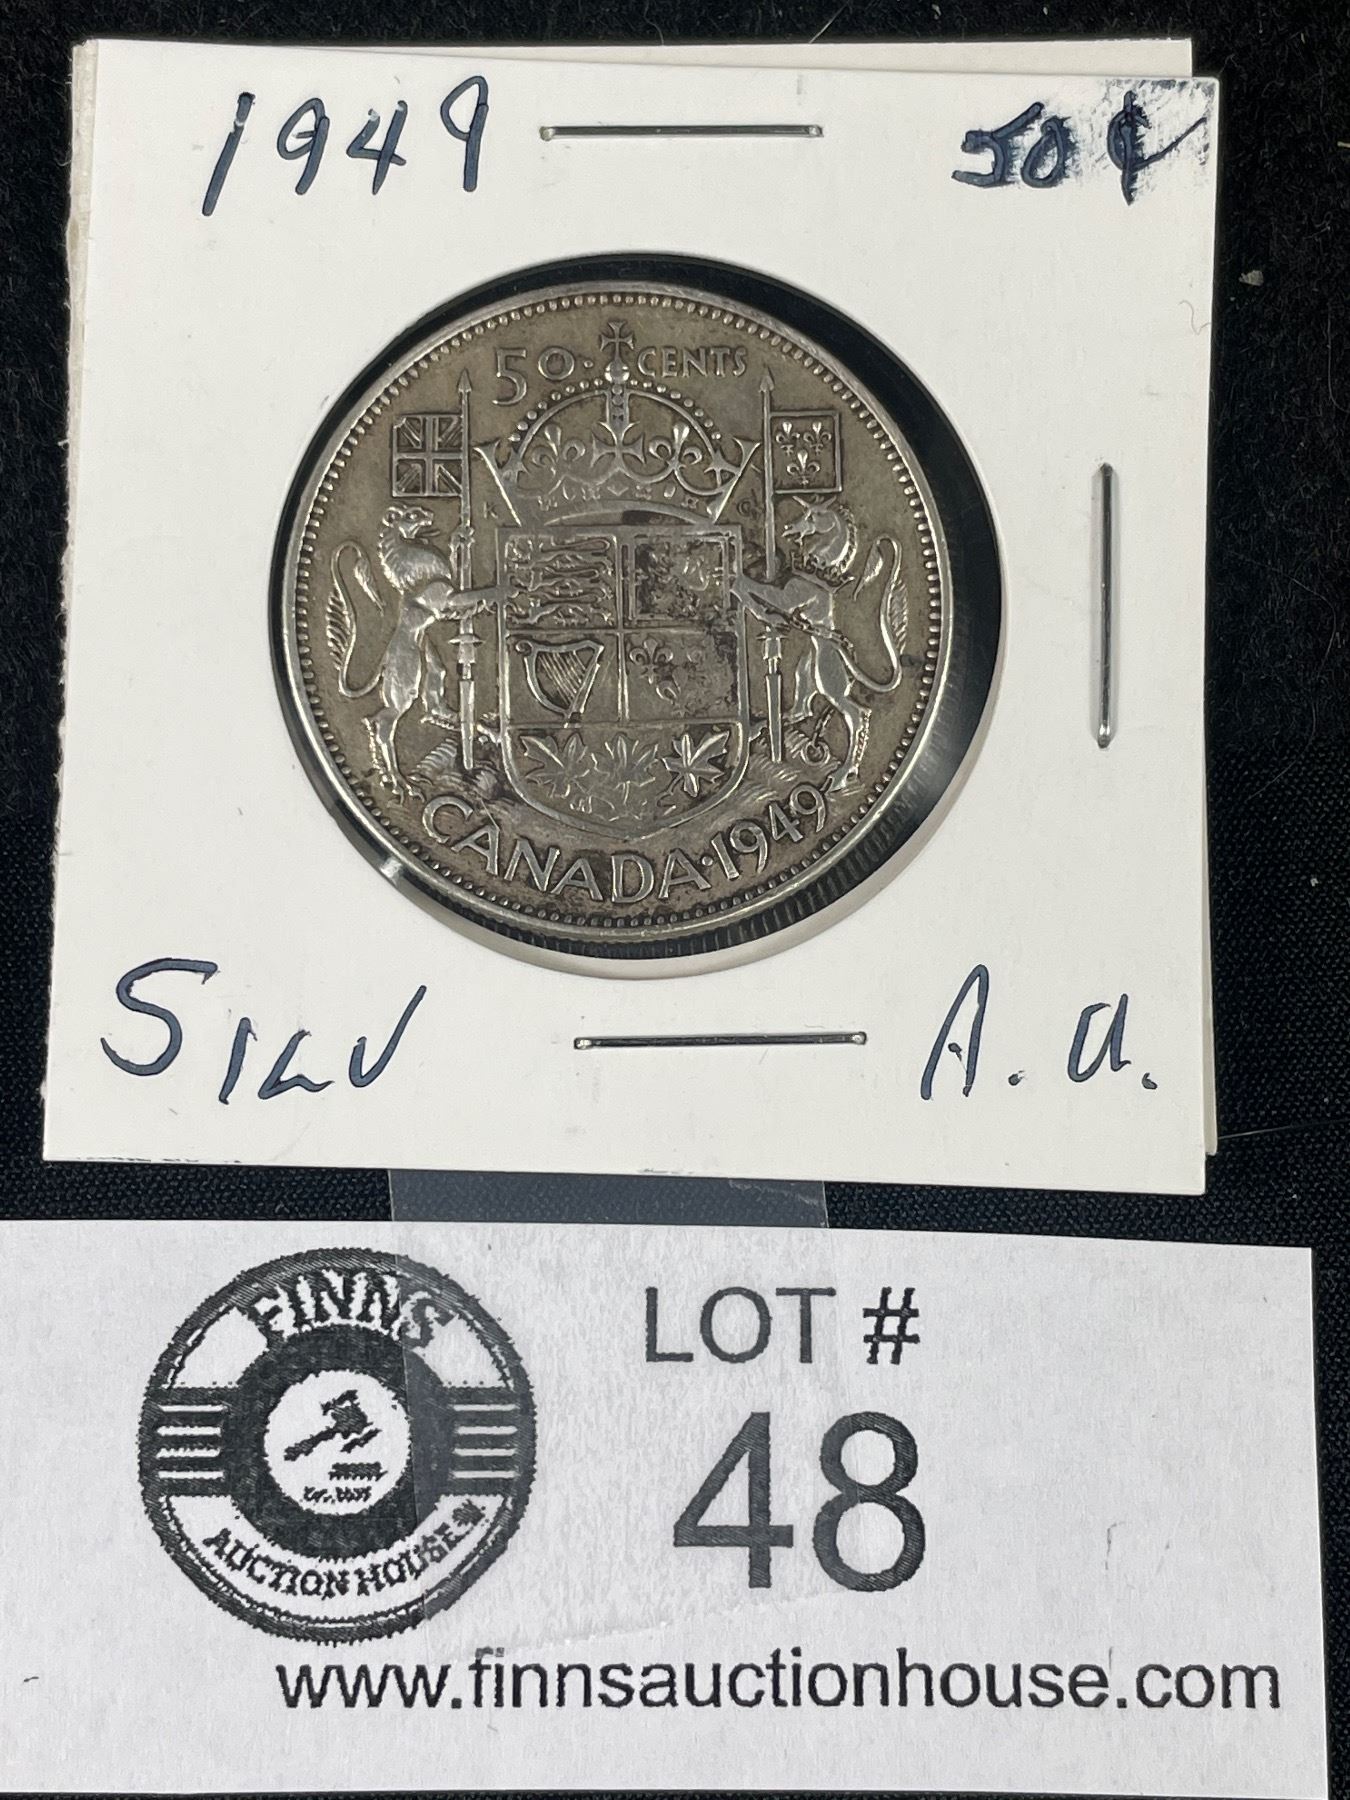 1949 50¢
50 · CENTS
K G
CANADA · 1949
SILV A.U.
FINNS
AUCTION HOUSE
LOT #
48
www.finnsauctionhouse.com